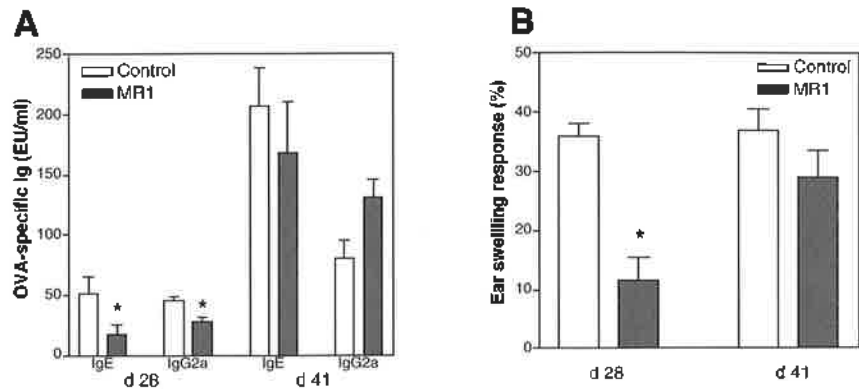 A
OVA-specific Ig (EU/ml)
250
200
150
100
50
0
Control
MR1
*
*
IgE
IgG2a
IgE
IgG2a
d 28
d 41
B
Ear swellling response (%)
50
40
30
20
10
0
Control
MR1
*
d 28
d 41